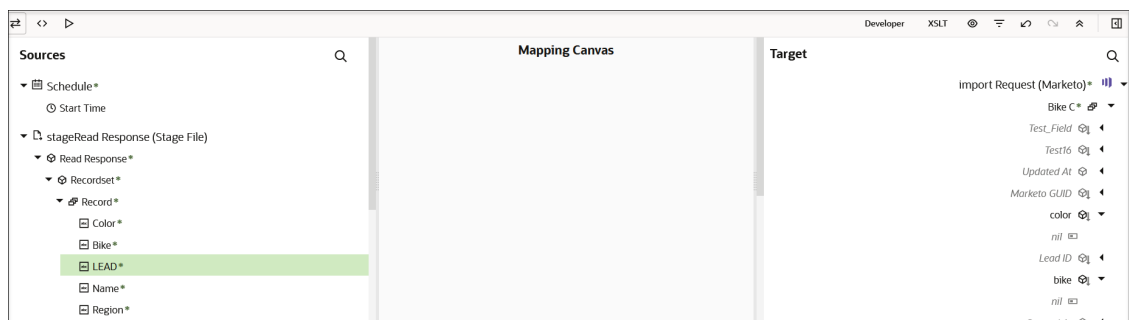 Developer XSLT
Sources
Mapping Canvas
Target
Schedule*
Start Time
stageRead Response (Stage File)
Read Response*
Recordset*
Record*
Color*
Bike*
LEAD*
Name*
Region*
import Request (Marketo)*
Bike C*
Test_Field
Test16
Updated At
Marketo GUID
color
nil
Lead ID
bike
nil